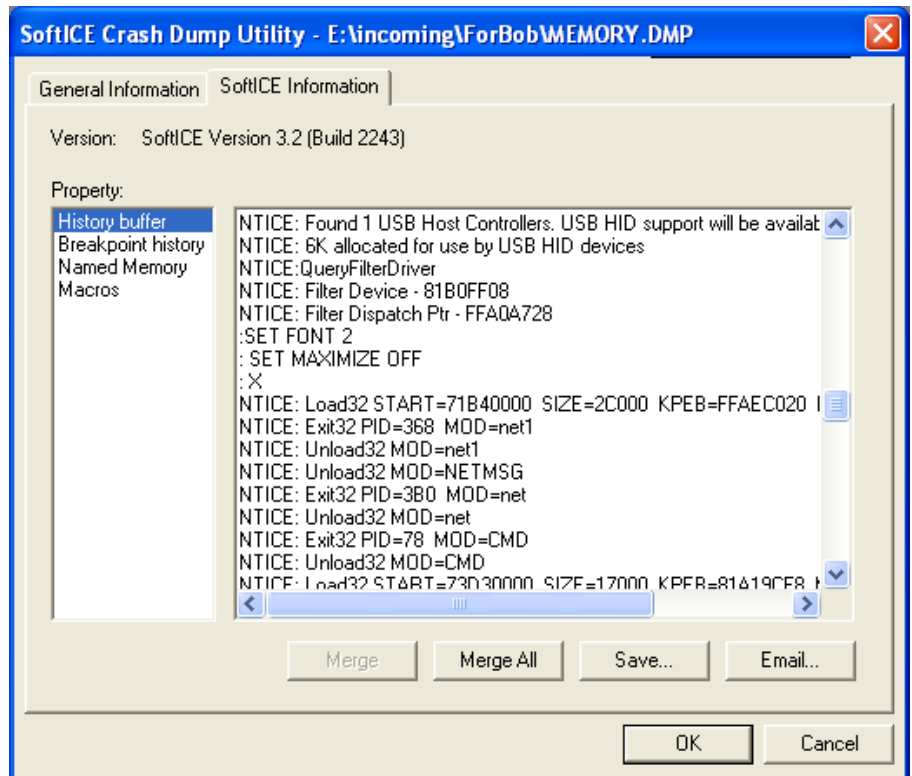 SoftICE Crash Dump Utility - E:\incoming\ForBob\MEMORY.DMP
General Information
SoftICE Information
Version: SoftICE Version 3.2 (Build 2243)
Property:
History buffer
Breakpoint history
Named Memory
Macros
NTICE: Found 1 USB Host Controllers. USB HID support will be availab
NTICE: 6K allocated for use by USB HID devices
NTICE:QueryFilterDriver
NTICE: Filter Device - 81B0FF08
NTICE: Filter Dispatch Ptr - FFA0A728
:SET FONT 2
: SET MAXIMIZE OFF
: X
NTICE: Load32 START=71B40000 SIZE=2C000 KPEB=FFAEC020
NTICE: Exit32 PID=368 MOD=net1
NTICE: Unload32 MOD=net1
NTICE: Unload32 MOD=NETMSG
NTICE: Exit32 PID=3B0 MOD=net
NTICE: Unload32 MOD=net
NTICE: Exit32 PID=78 MOD=CMD
NTICE: Unload32 MOD=CMD
NTICE: Load32 START=73D30000 SIZE=17000 KPEB=81A19CE8
Merge
Merge All
Save...
Email...
OK
Cancel